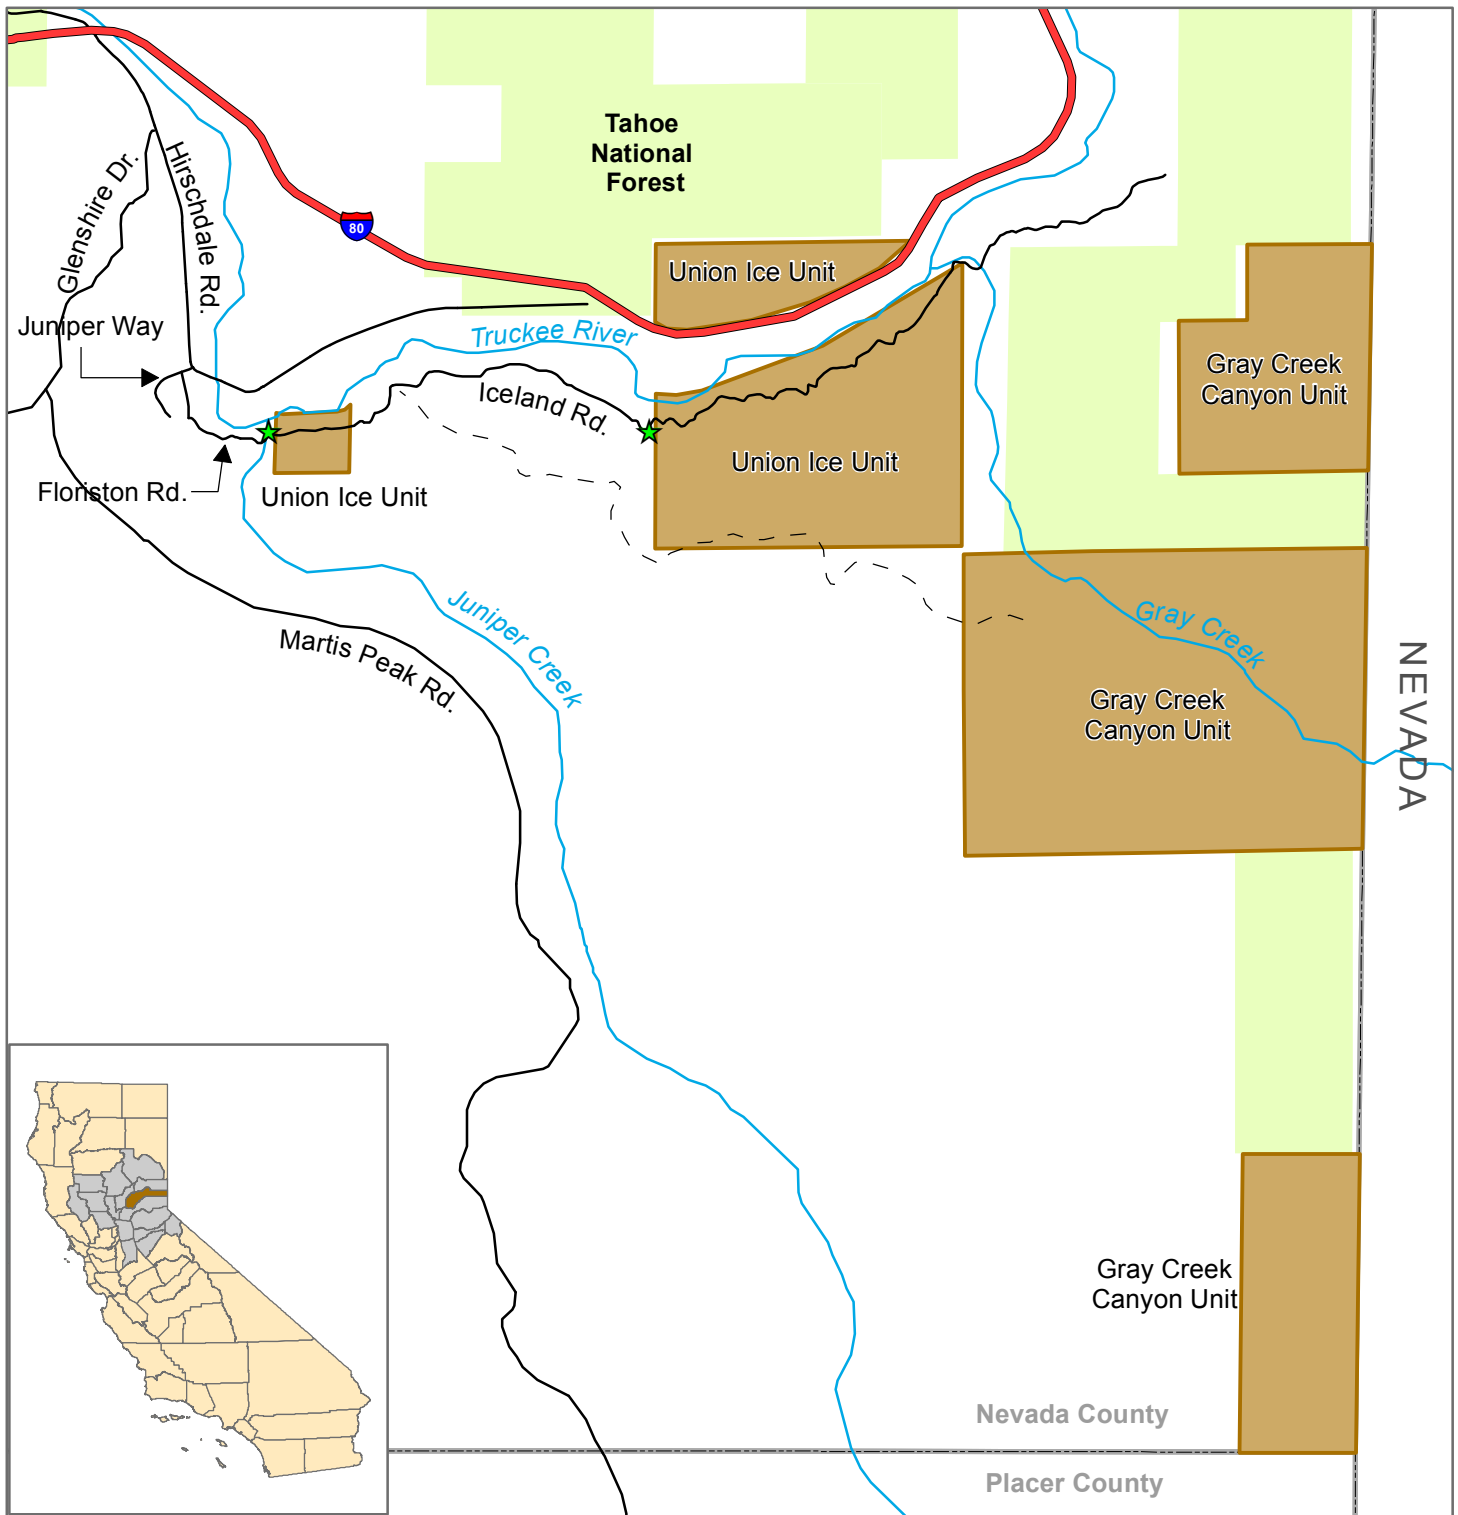 Tahoe
National
Forest
Hirschdale Rd.
Glenshire Dr.
80
Union Ice Unit
Juniper Way
Truckee River
Gray Creek
Canyon Unit
Iceland Rd.
Union Ice Unit
Floriston Rd.
Union Ice Unit
Juniper Creek
Gray Creek
Martis Peak Rd.
Gray Creek
Canyon Unit
NEVADA
Gray Creek
Canyon Unit
Nevada County
Placer County